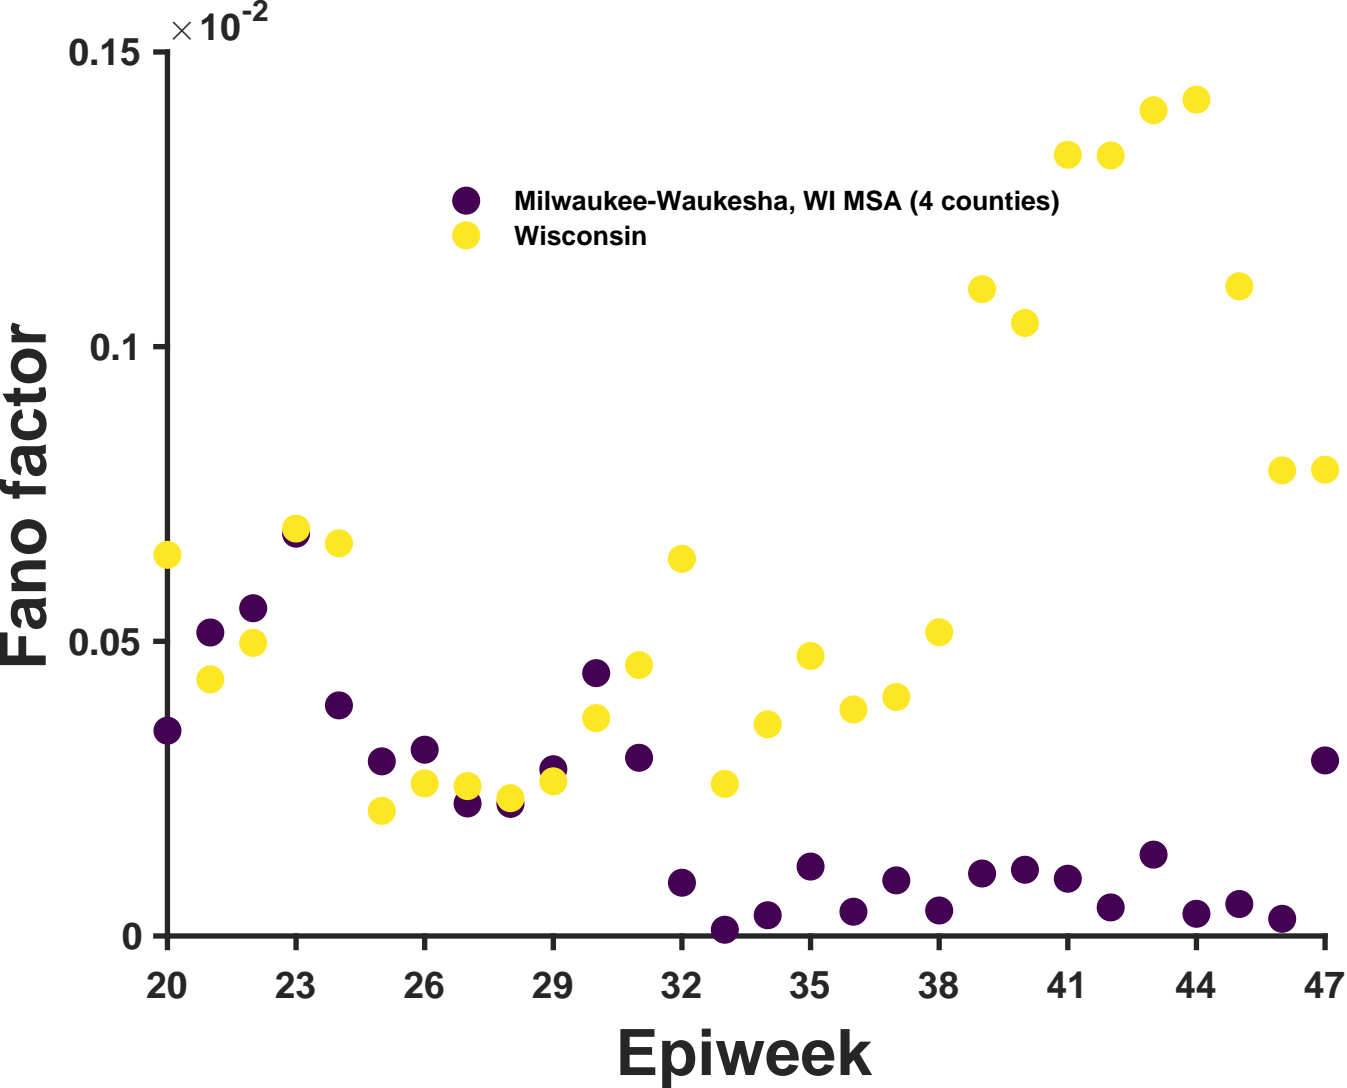 ×10-2
0.15
0.1
0.05
0
Fano factor
Milwaukee-Waukesha, WI MSA (4 counties)
Wisconsin
20 23 26 29 32 35 38 41 44 47
Epiweek